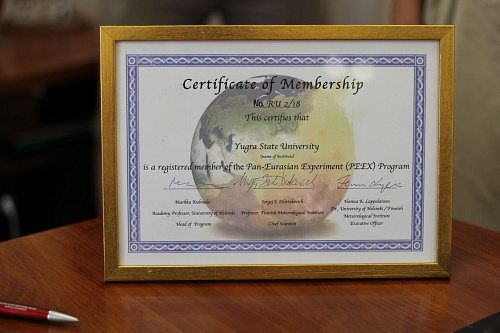 Certificate of Membership
No. RU 2/18
This certifies that
Yugra State University
(name of Institute)
is a registered member of the Pan-Eurasian Experiment (PEEX) Program
Markku Kulmala
Academy Professor, University of Helsinki
Head of Program
Sergej S. Zilitinkevich
Professor, Finnish Meteorological Institute
Chief Scientist
Hanna K. Lappalainen
Dr., University of Helsinki / Finnish
Meteorological Institute
Executive Officer